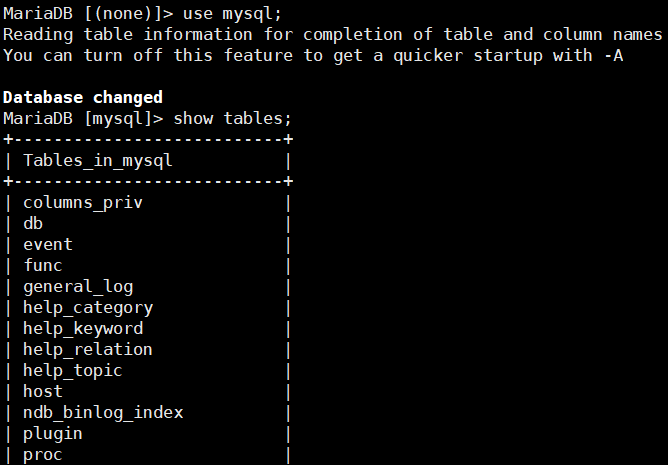 MariaDB [(none)]> use mysql;
Reading table information for completion of table and column names
You can turn off this feature to get a quicker startup with -A
Database changed
MariaDB [mysql]> show tables;
+---------------------------+
| Tables_in_mysql           |
+---------------------------+
| columns_priv              |
| db                        |
| event                     |
| func                      |
| general_log               |
| help_category             |
| help_keyword              |
| help_relation             |
| help_topic                |
| host                      |
| ndb_binlog_index          |
| plugin                    |
| proc                      |